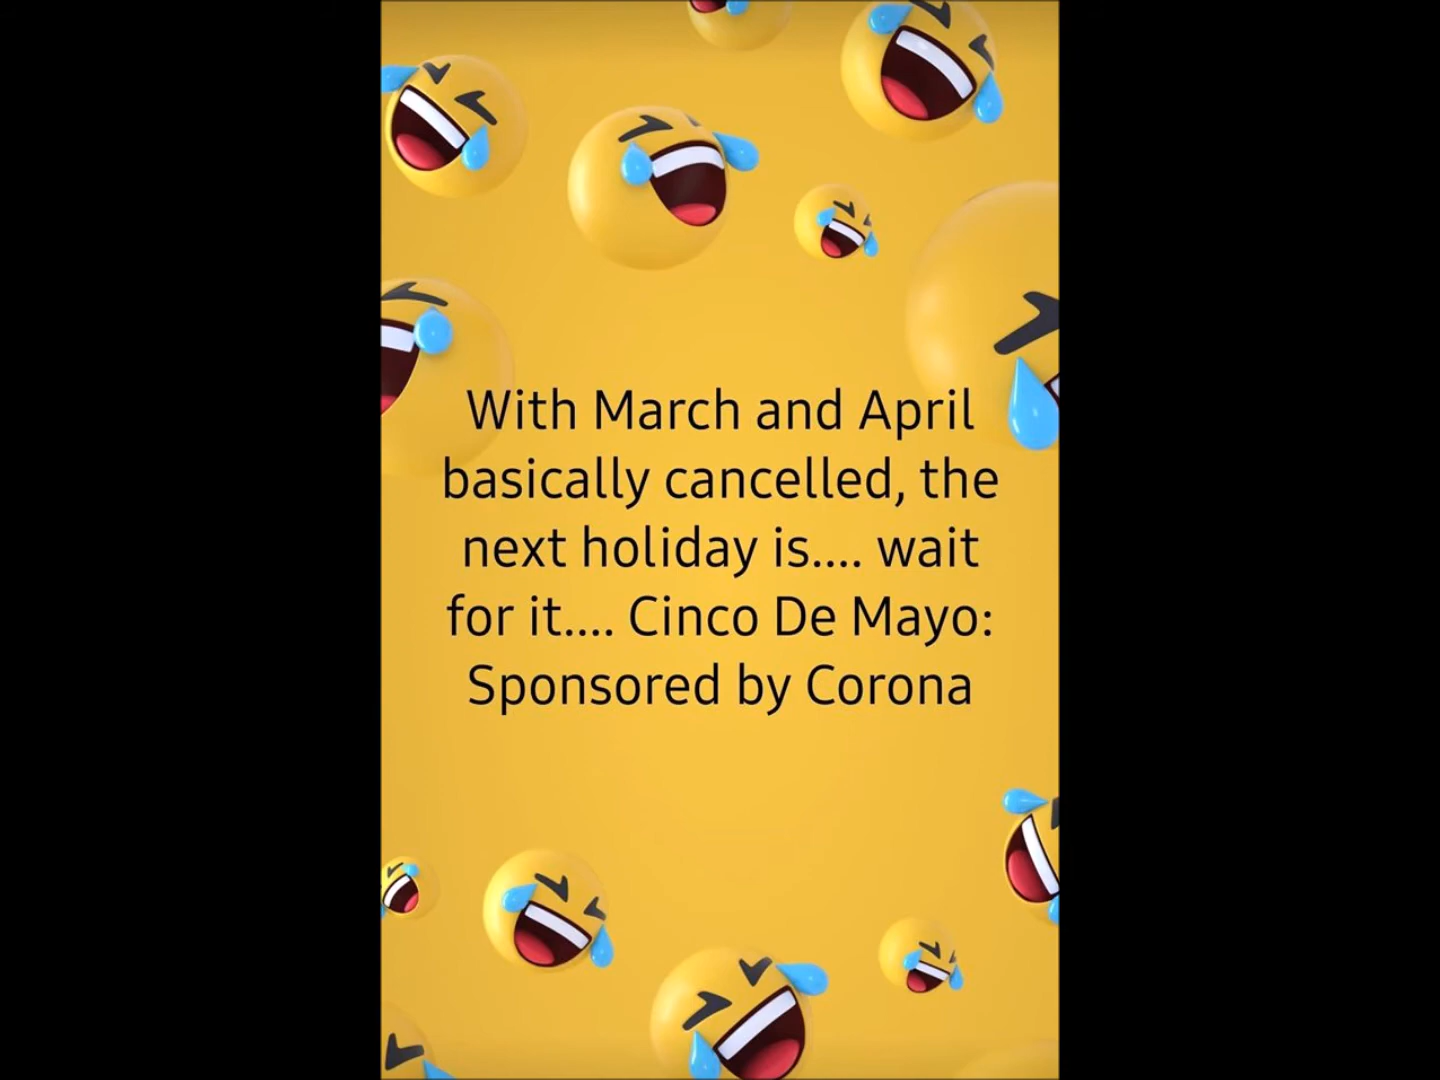 With March and April
basically cancelled, the
next holiday is.... wait
for it.... Cinco De Mayo:
Sponsored by Corona